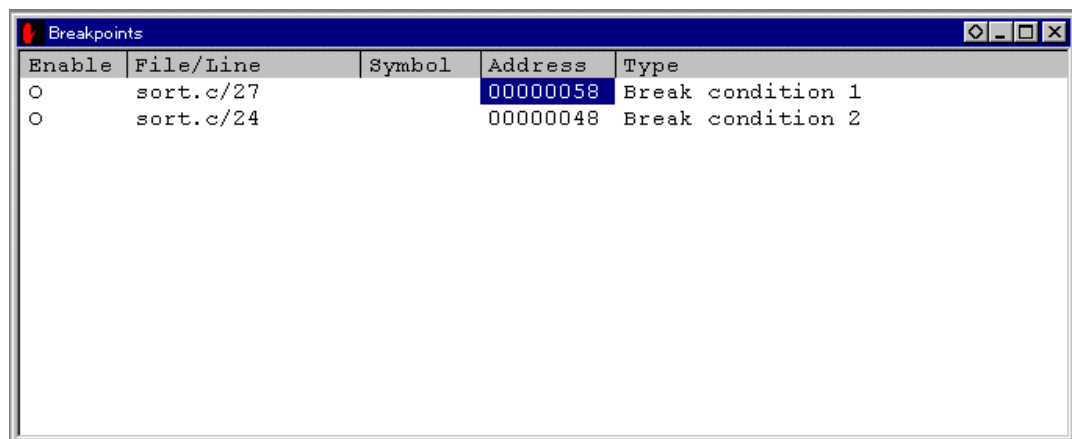 Breakpoints
Enable File/Line Symbol Address Type
O sort.c/27 00000058 Break condition 1
O sort.c/24 00000048 Break condition 2